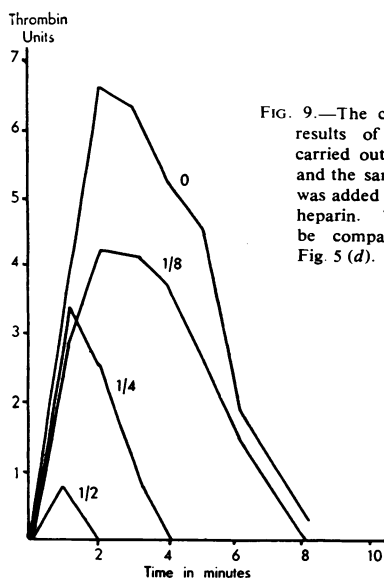 Thrombin
Units
7
6
5
4
3
2
1
0
1/8
1/4
1/2
2
4
6
8
10
Time in minutes
FIG. 9.—The c
results of
carried out
and the sar
was added
heparin.
be compa
Fig. 5 (d).